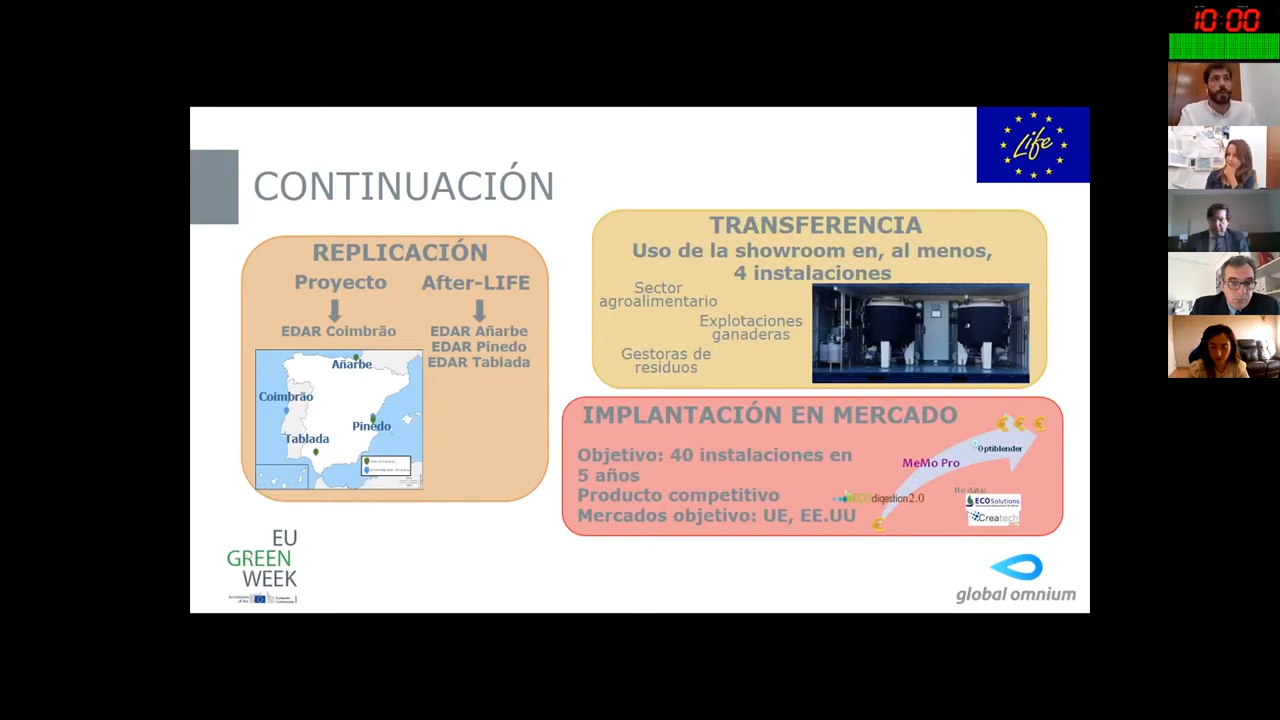 10:00
Life
CONTINUACIÓN
REPLICACIÓN
Proyecto
After-LIFE
EDAR Coimbrão
EDAR Añarbe
EDAR Pinedo
EDAR Tablada
Añarbe
Coimbrão
Pinedo
Tablada
TRANSFERENCIA
Uso de la showroom en, al menos,
4 instalaciones
Sector
agroalimentario
Explotaciones
ganaderas
Gestoras de
residuos
IMPLANTACIÓN EN MERCADO
Objetivo: 40 instalaciones en
5 años
Producto competitivo
Mercados objetivo: UE, EE.UU
ECOdigestion2.0
MeMo Pro
Optiblender
ECOSolutions
Createch
EU
GREEN
WEEK
global omnium